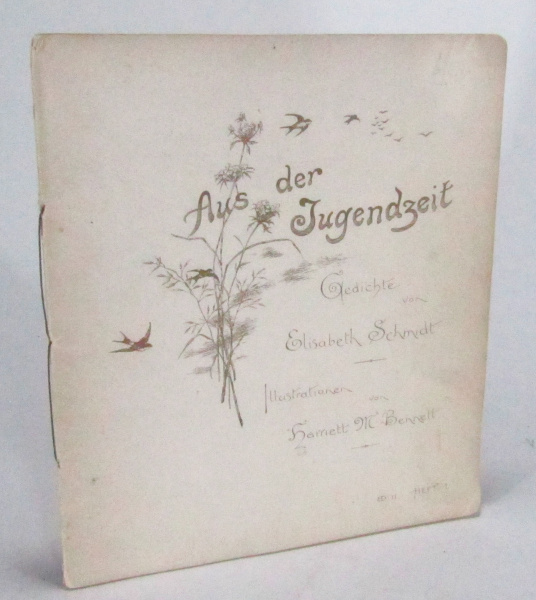 Aus der
Jugendzeit
Gedichte
von
Elisabeth Schmidt
Illustrationen
von
Harriett M. Bennett